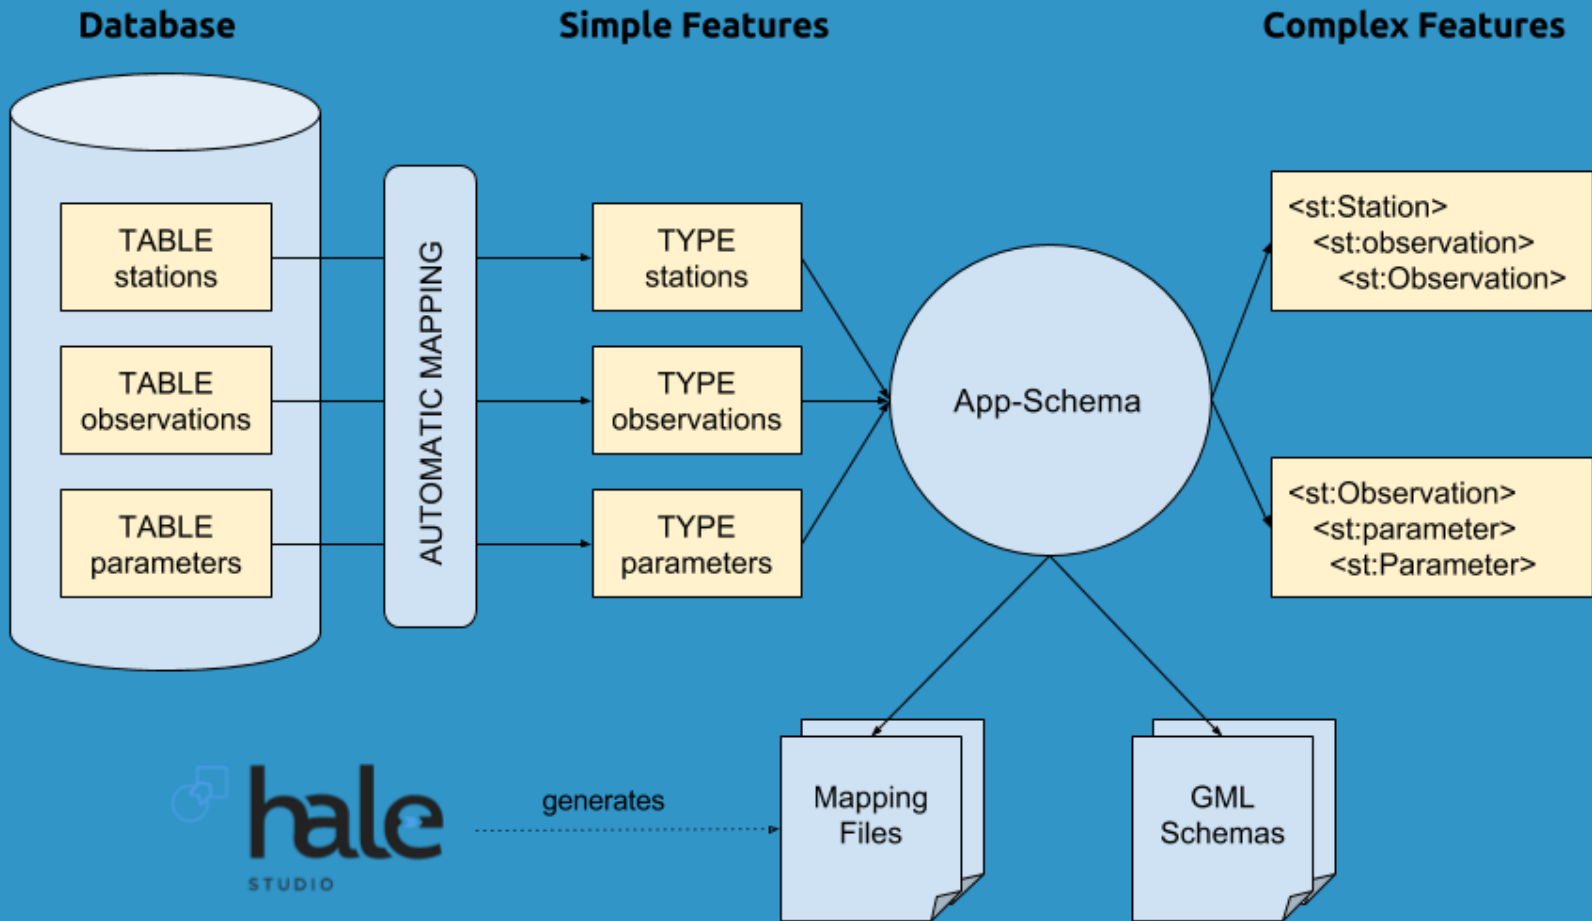 Database
Simple Features
Complex Features
TABLE
stations
TABLE
observations
TABLE
parameters
AUTOMATIC MAPPING
TYPE
stations
TYPE
observations
TYPE
parameters
App-Schema
<st:Station>
<st:observation>
<st:Observation>
<st:Observation>
<st:parameter>
<st:Parameter>
hale
STUDIO
generates
Mapping
Files
GML
Schemas